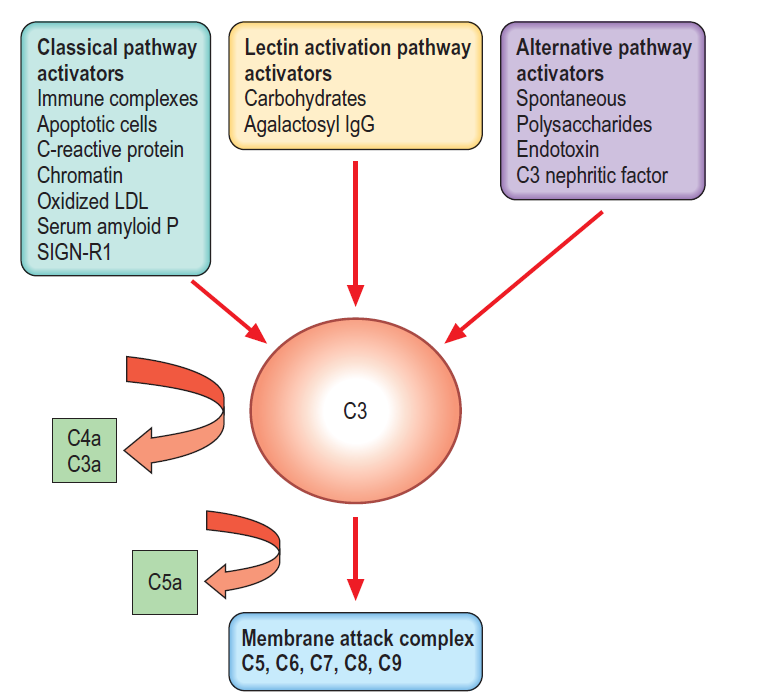 Classical pathway
activators
Immune complexes
Apoptotic cells
C-reactive protein
Chromatin
Oxidized LDL
Serum amyloid P
SIGN-R1
Lectin activation pathway
activators
Carbohydrates
Agalactosyl IgG
Alternative pathway
activators
Spontaneous
Polysaccharides
Endotoxin
C3 nephritic factor
C3
C4a
C3a
C5a
Membrane attack complex
C5, C6, C7, C8, C9